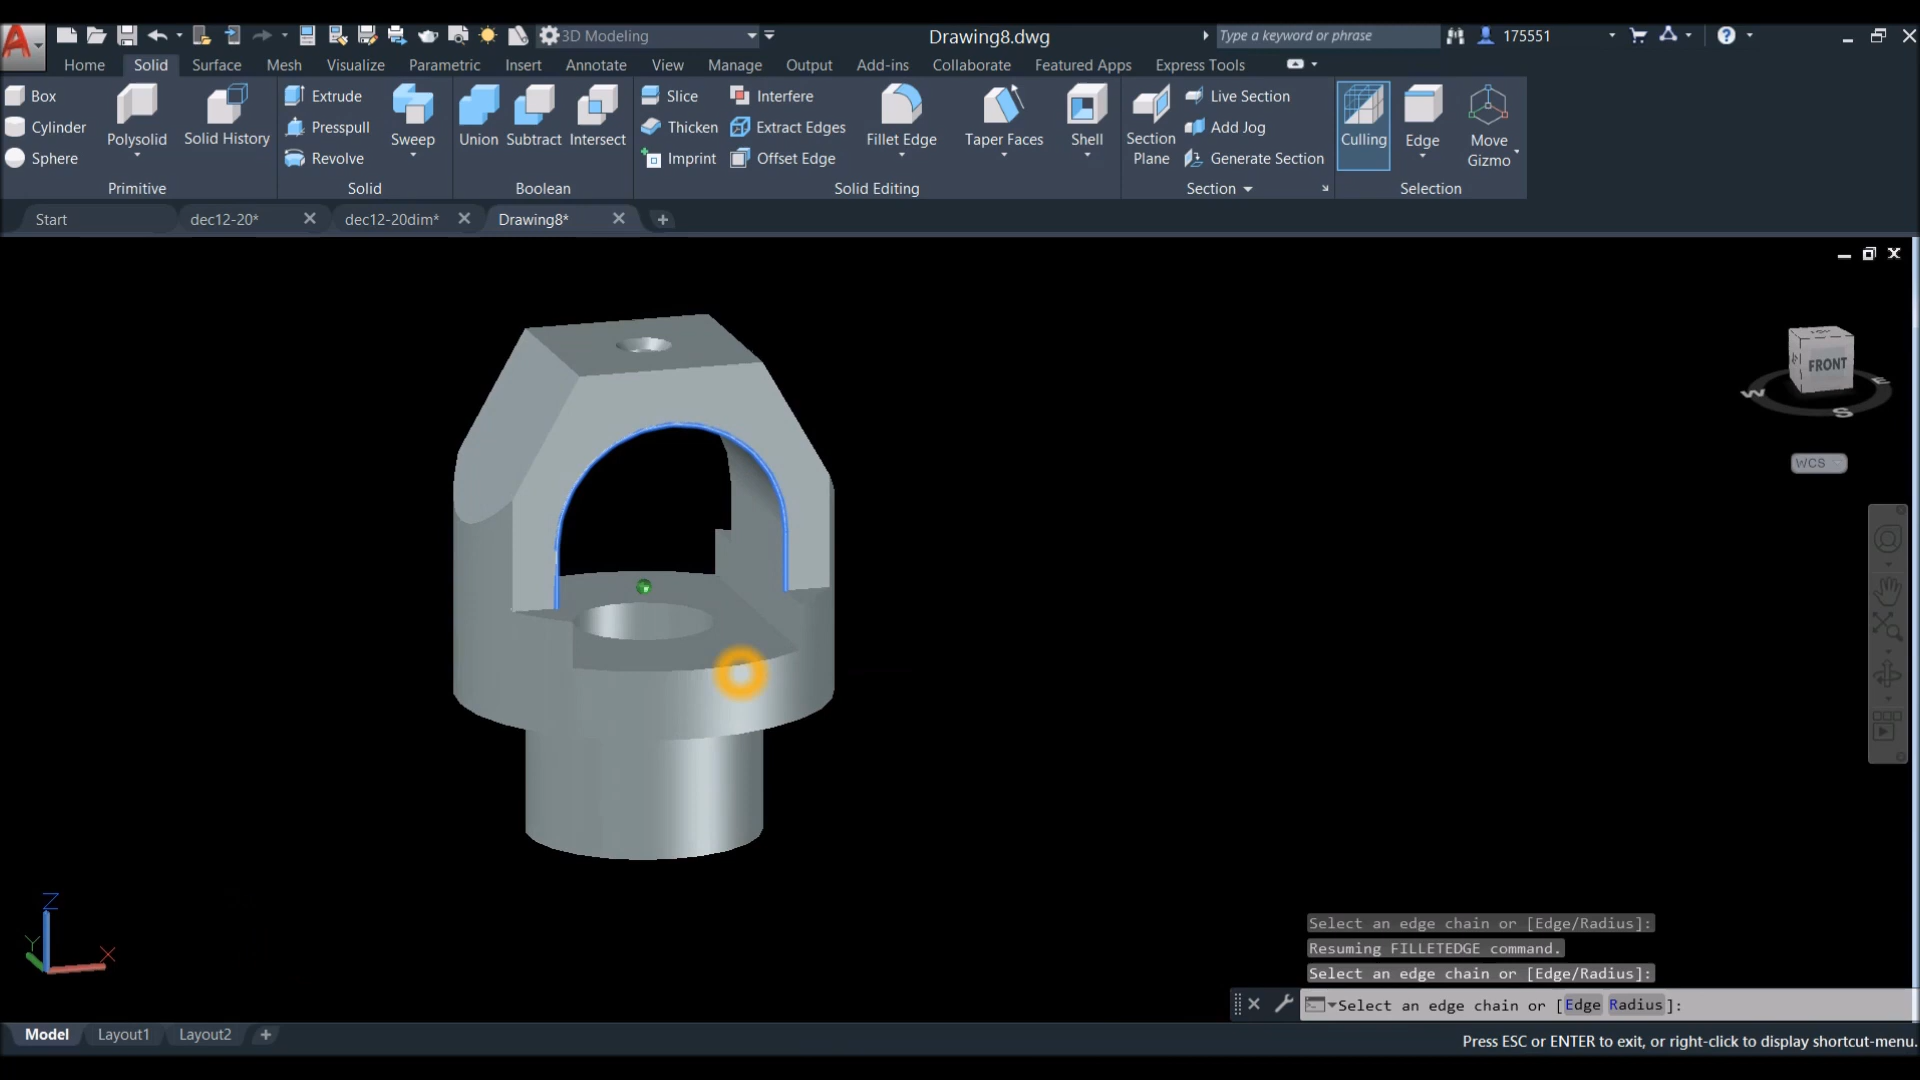 3D Modeling
Drawing8.dwg
Type a keyword or phrase
175551
Home Solid Surface Mesh Visualize Parametric Insert Annotate View Manage Output Add-ins Collaborate Featured Apps Express Tools
Box
Cylinder
Sphere
Polysolid
Solid History
Primitive
Extrude
Presspull
Revolve
Sweep
Solid
Union
Subtract
Intersect
Boolean
Slice
Thicken
Imprint
Interfere
Extract Edges
Offset Edge
Fillet Edge
Taper Faces
Shell
Solid Editing
Section
Plane
Live Section
Add Jog
Generate Section
Section
Culling
Edge
Move
Gizmo
Selection
Start dec12-20* dec12-20dim* Drawing8*
FRONT
W
S
E
WCS
Z
Y
X
Select an edge chain or [Edge/Radius]:
Resuming FILLETEDGE command.
Select an edge chain or [Edge/Radius]:
Select an edge chain or [Edge Radius]:
Model Layout1 Layout2
Press ESC or ENTER to exit, or right-click to display shortcut-menu.